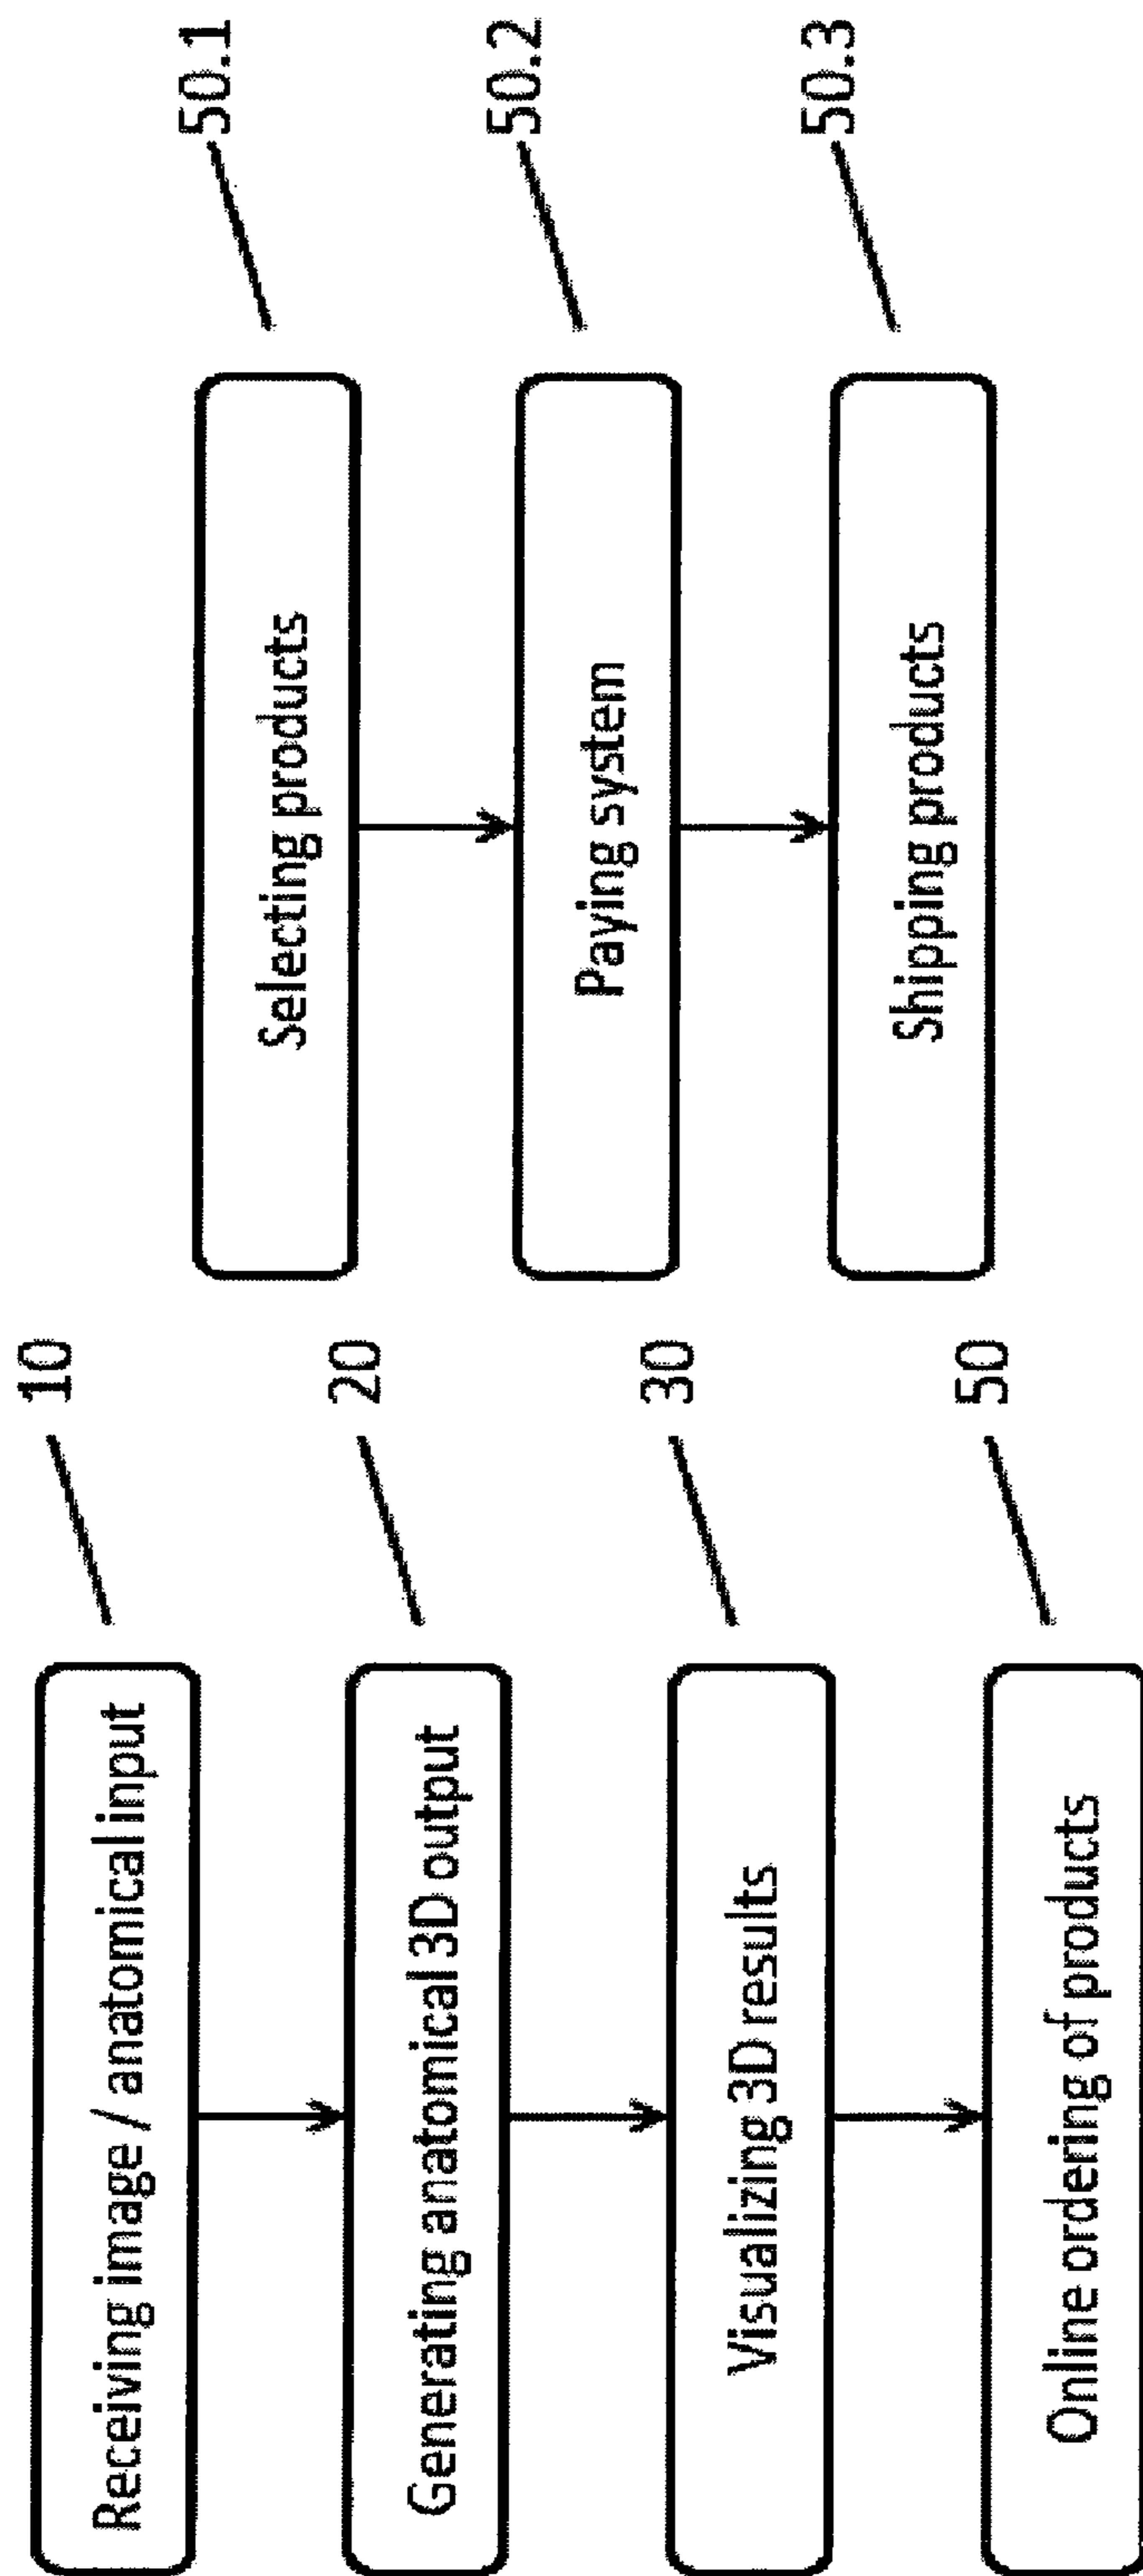 Receiving image / anatomical input
10
Generating anatomical 3D output
20
Visualizing 3D results
30
Online ordering of products
50
Selecting products
50.1
Paying system
50.2
Shipping products
50.3